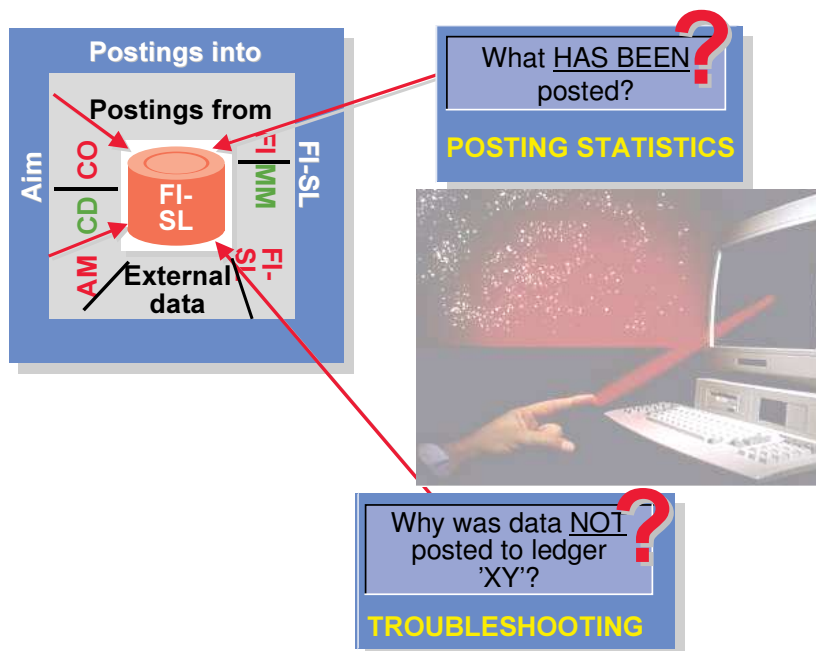 Postings into
Aim
FI-SL
Postings from
CO
FI
CD
MM
AM
FI-
SL
FI-
SL
External
data
What HAS BEEN
posted?
?
POSTING STATISTICS
Why was data NOT
posted to ledger
’XY’?
?
TROUBLESHOOTING